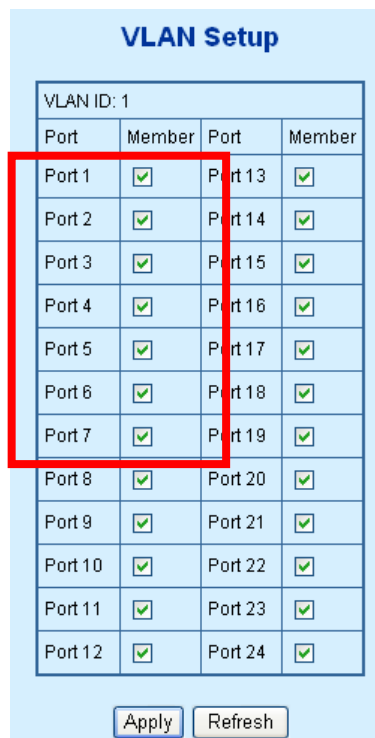 VLAN Setup
VLAN ID: 1
Port Member Port Member
Port 1 Port 13
Port 2 Port 14
Port 3 Port 15
Port 4 Port 16
Port 5 Port 17
Port 6 Port 18
Port 7 Port 19
Port 8 Port 20
Port 9 Port 21
Port 10 Port 22
Port 11 Port 23
Port 12 Port 24
Apply Refresh